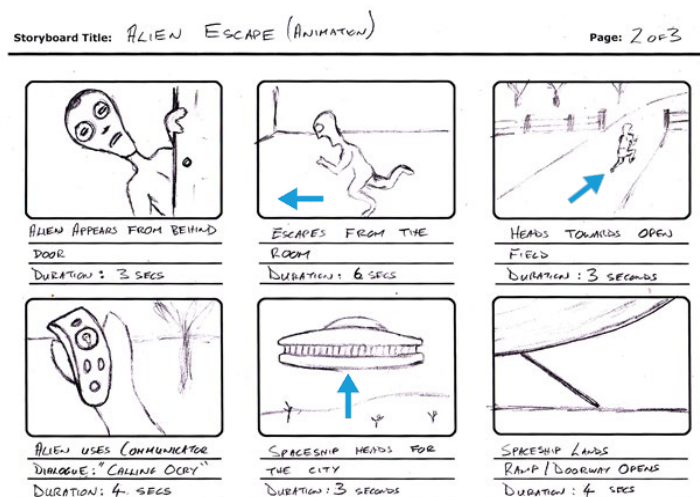 Storyboard Title: ALIEN ESCAPE (ANIMATION)
Page: 2 OF 3
ALIEN APPEARS FROM BEHIND
DOOR
DURATION: 3 SECS
ESCAPES FROM THE
ROOM
DURATION: 6 SECS
HEADS TOWARDS OPEN
FIELD
DURATION: 3 SECONDS
ALIEN USES COMMUNICATOR
DIALOGUE: "CALLING OCRY"
DURATION: 4 SECS
SPACESHIP HEADS FOR
THE CITY
DURATION: 3 SECONDS
SPACESHIP LANDS
RAMP / DOORWAY OPENS
DURATION: 4 SECS